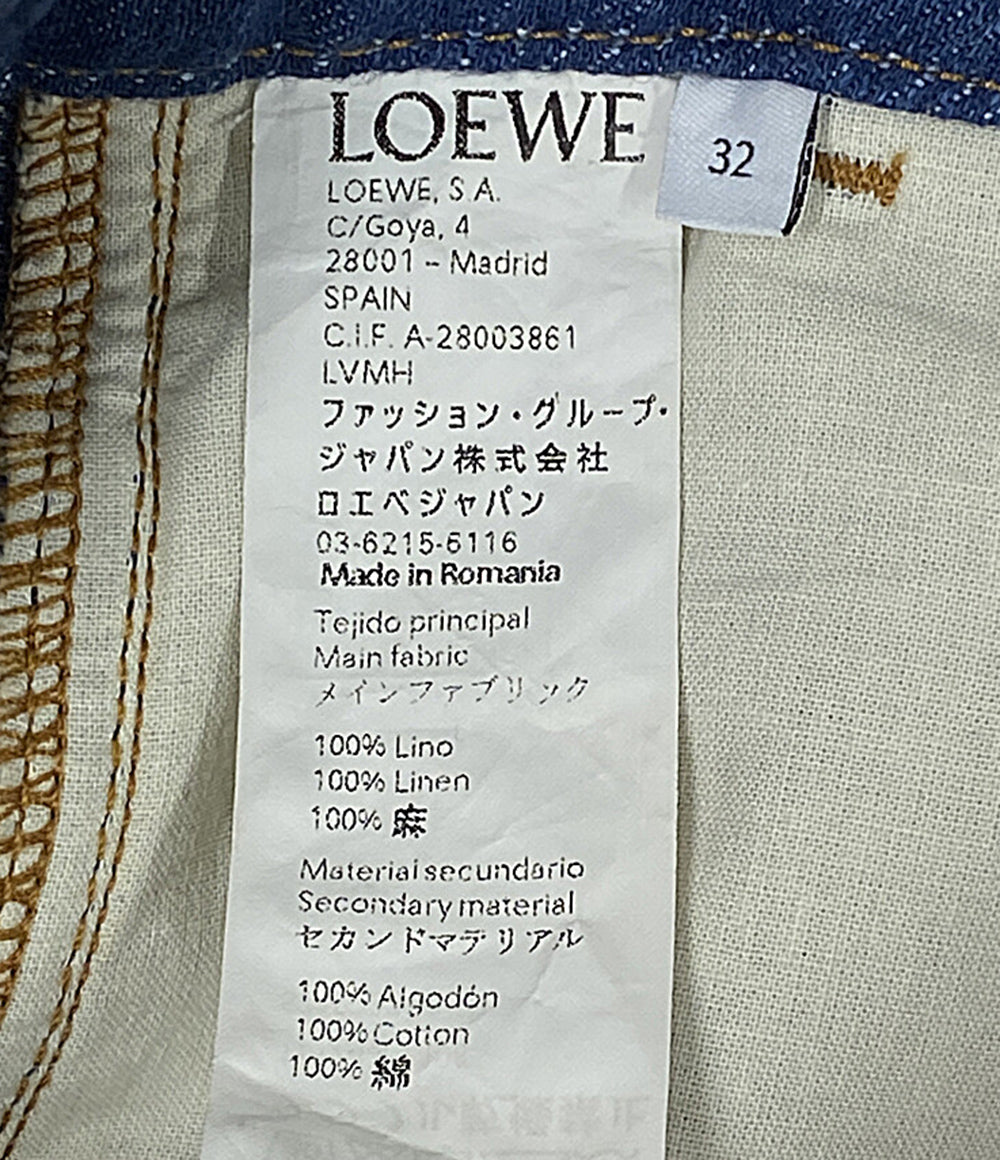 LOEWE
32
LOEWE, S.A.
C/Goya, 4
28001 – Madrid
SPAIN
C.I.F. A-28003861
LVMH
ファッション・グループ・
ジャパン株式会社
ロエベジャパン
03-6215-6116
Made in Romania
Tejido principal
Main fabric
メインファブリック
100% Lino
100% Linen
100% 麻
Material secundario
Secondary material
セカンドマテリアル
100% Algodón
100% Cotton
100% 綿